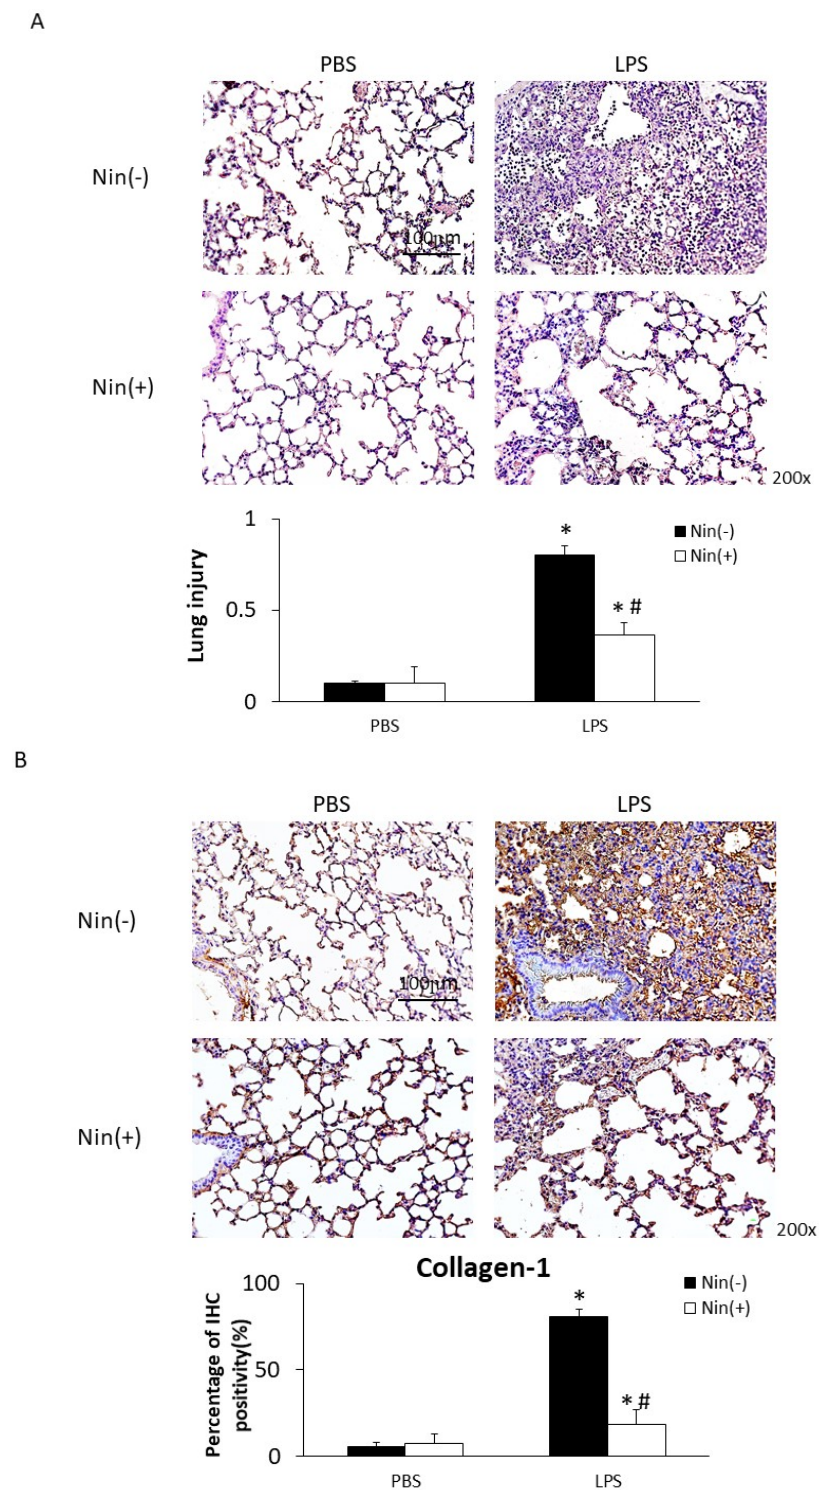 A
PBS LPS
Nin(-)
100μm
Nin(+)
200x
1
0.5
0
Lung injury
*
* #
Nin(-)
Nin(+)
PBS LPS
B
PBS LPS
Nin(-)
100μm
Nin(+)
200x
Collagen-1
100
50
0
Percentage of IHC
positivity(%)
*
* #
Nin(-)
Nin(+)
PBS LPS